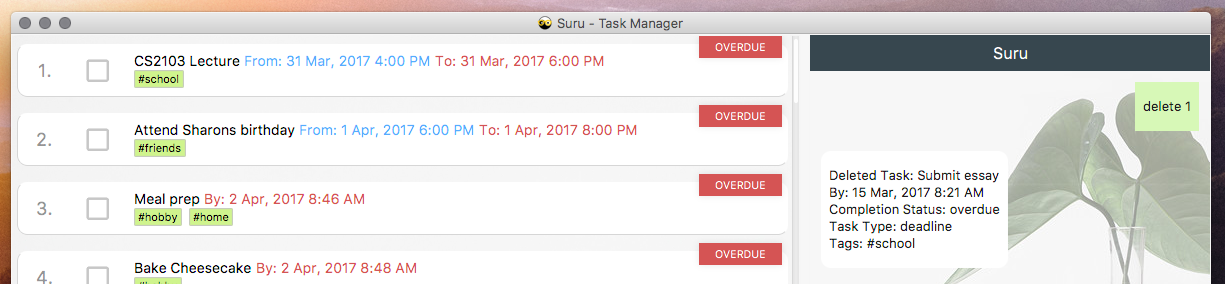 Suru - Task Manager
1.
CS2103 Lecture From: 31 Mar, 2017 4:00 PM To: 31 Mar, 2017 6:00 PM
#school
OVERDUE
2.
Attend Sharons birthday From: 1 Apr, 2017 6:00 PM To: 1 Apr, 2017 8:00 PM
#friends
OVERDUE
3.
Meal prep By: 2 Apr, 2017 8:46 AM
#hobby #home
OVERDUE
4.
Bake Cheesecake By: 2 Apr, 2017 8:48 AM
OVERDUE
Suru
delete 1
Deleted Task: Submit essay
By: 15 Mar, 2017 8:21 AM
Completion Status: overdue
Task Type: deadline
Tags: #school